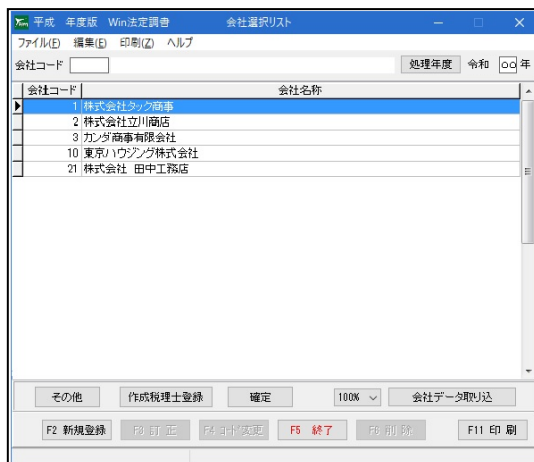 平成 年度版 Win法定調書 会社選択リスト
ファイル(F) 編集(E) 印刷(Z) ヘルプ
会社コード 処理年度 令和 ○○ 年
会社コード 会社名称
1 株式会社タック商事
2 株式会社立川商店
3 カンダ商事有限会社
10 東京ハウジング株式会社
21 株式会社 田中工務店
その他 作成税理士登録 確定 100% 会社データ取り込
F2 新規登録 F3 訂 正 F4 コード変更 F5 終了 F8 削 除 F11 印 刷